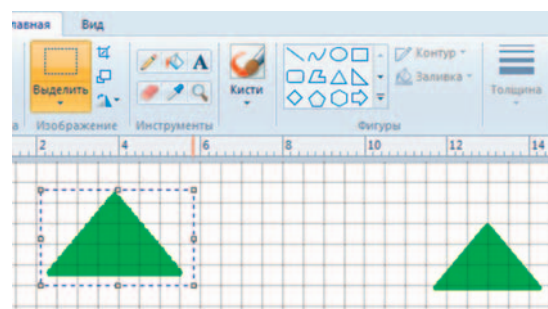 лавная Вид
Выделить
Кисти
Контур
Заливка
Толщина
а Изображение Инструменты Фигуры
2 4 6 8 10 12 14